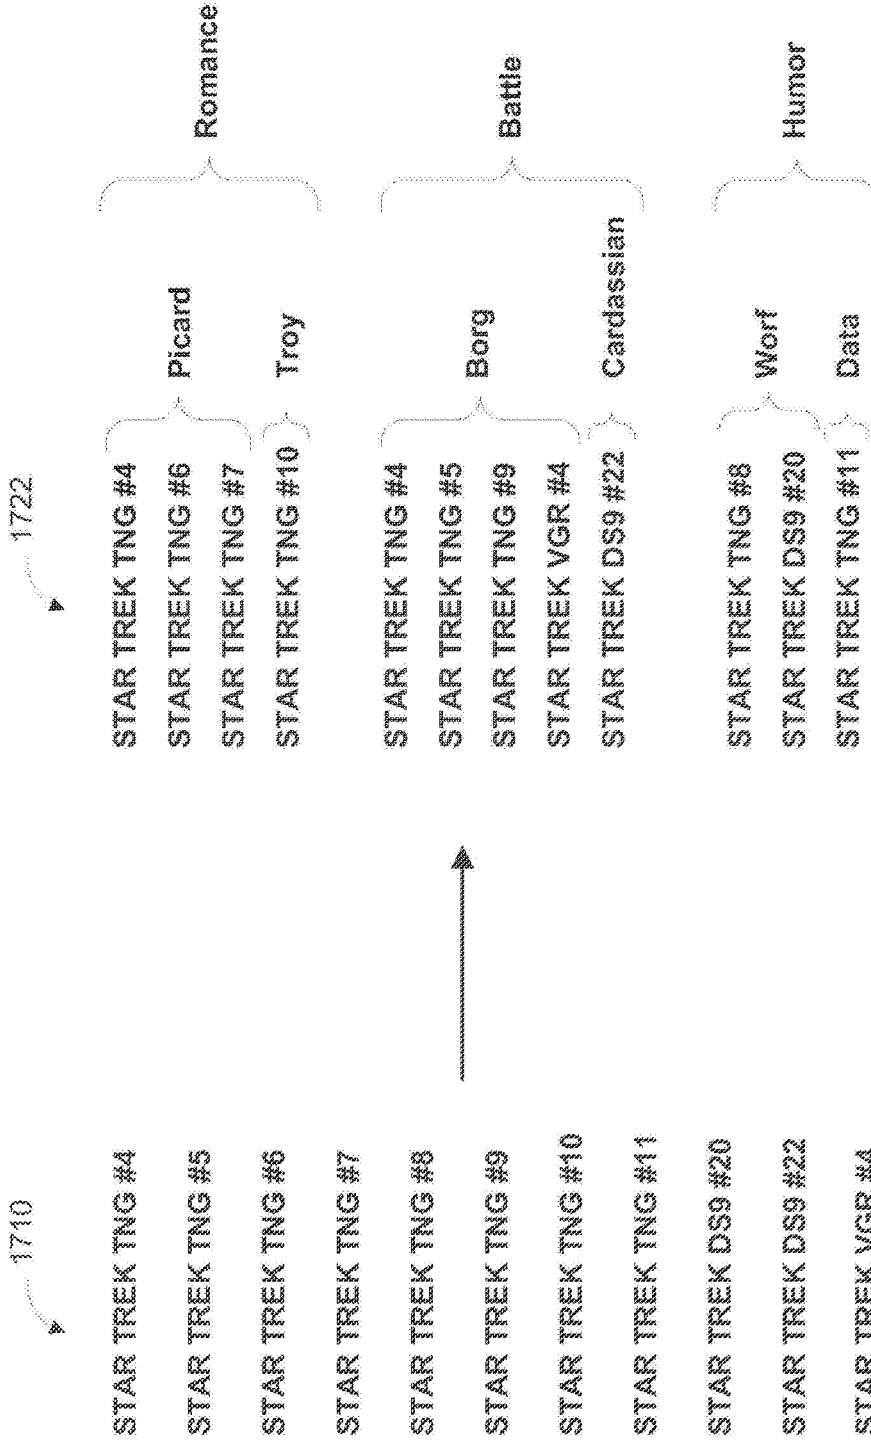 1710
STAR TREK TNG #4
STAR TREK TNG #5
STAR TREK TNG #6
STAR TREK TNG #7
STAR TREK TNG #8
STAR TREK TNG #9
STAR TREK TNG #10
STAR TREK TNG #11
STAR TREK DS9 #20
STAR TREK DS9 #22
STAR TREK VGR #4
1722
STAR TREK TNG #4
STAR TREK TNG #6
STAR TREK TNG #7
STAR TREK TNG #10
Picard
Troy
Romance
STAR TREK TNG #4
STAR TREK TNG #5
STAR TREK TNG #9
STAR TREK VGR #4
STAR TREK DS9 #22
Borg
Cardassian
Battle
STAR TREK TNG #8
STAR TREK DS9 #20
STAR TREK TNG #11
Worf
Data
Humor